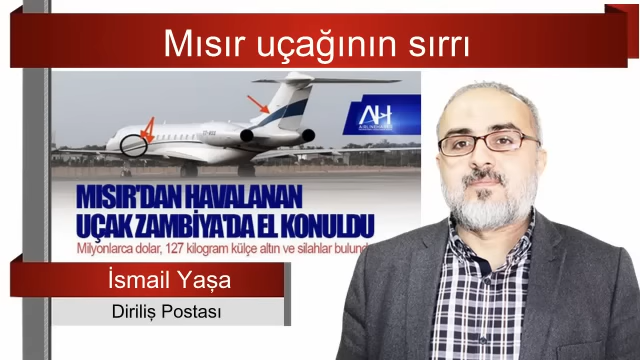 Mısır uçağının sırrı
MISIR'DAN HAVALANAN
UÇAK ZAMBİYA'DA EL KONULDU
Milyonlarca dolar, 127 kilogram külçe altın ve silahlar bulund
İsmail Yaşa
Diriliş Postası